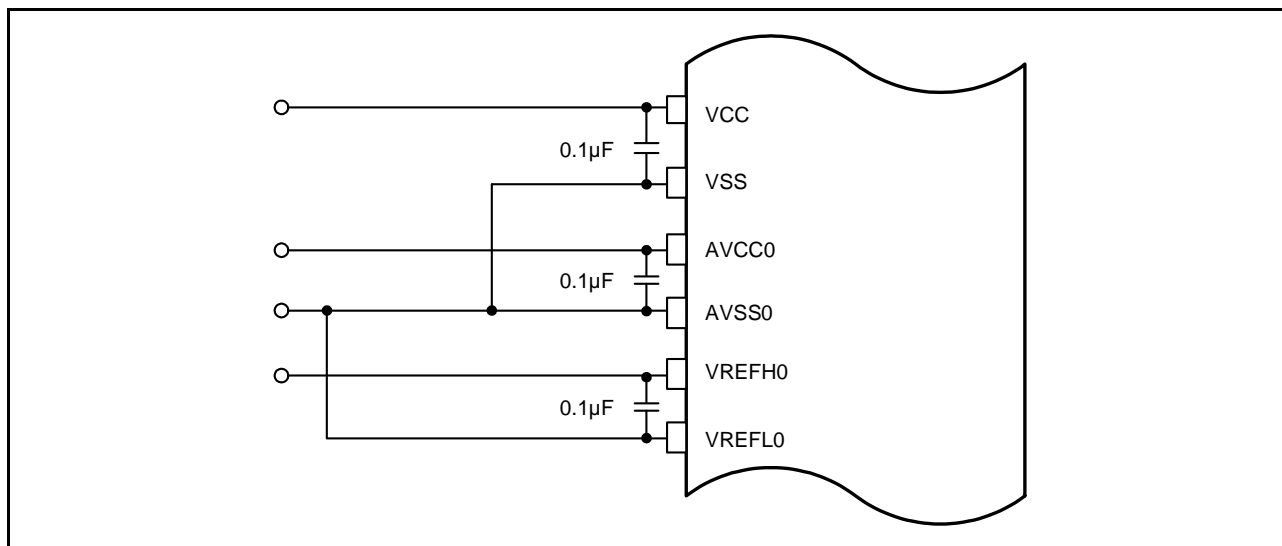 VCC
0.1µF
VSS
AVCC0
0.1µF
AVSS0
VREFH0
0.1µF
VREFL0